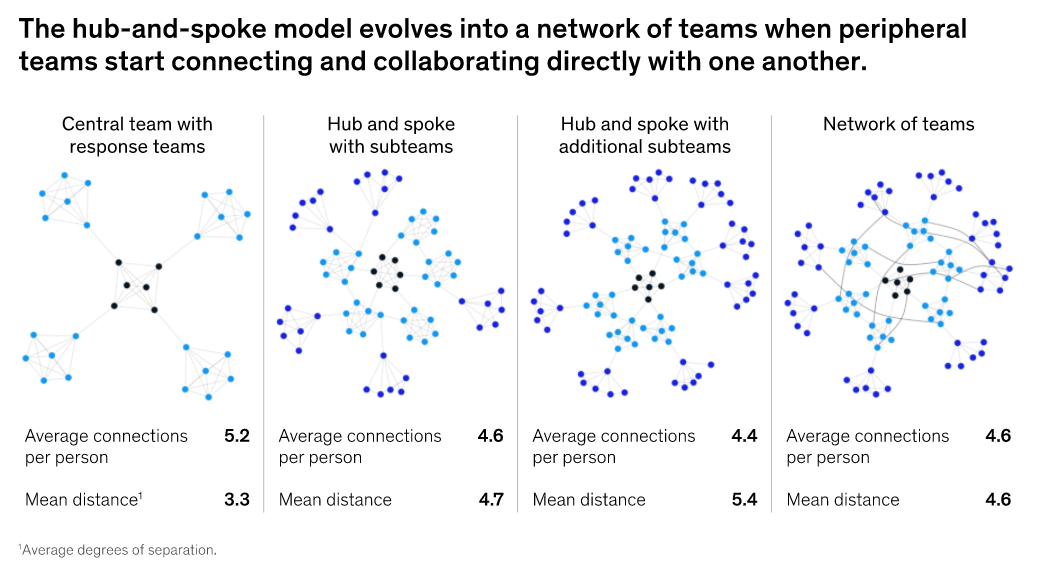 The hub-and-spoke model evolves into a network of teams when peripheral
teams start connecting and collaborating directly with one another.
Central team with
response teams
Average connections 5.2
per person
Mean distance¹ 3.3
Hub and spoke
with subteams
Average connections 4.6
per person
Mean distance 4.7
Hub and spoke with
additional subteams
Average connections 4.4
per person
Mean distance 5.4
Network of teams
Average connections 4.6
per person
Mean distance 4.6
¹Average degrees of separation.